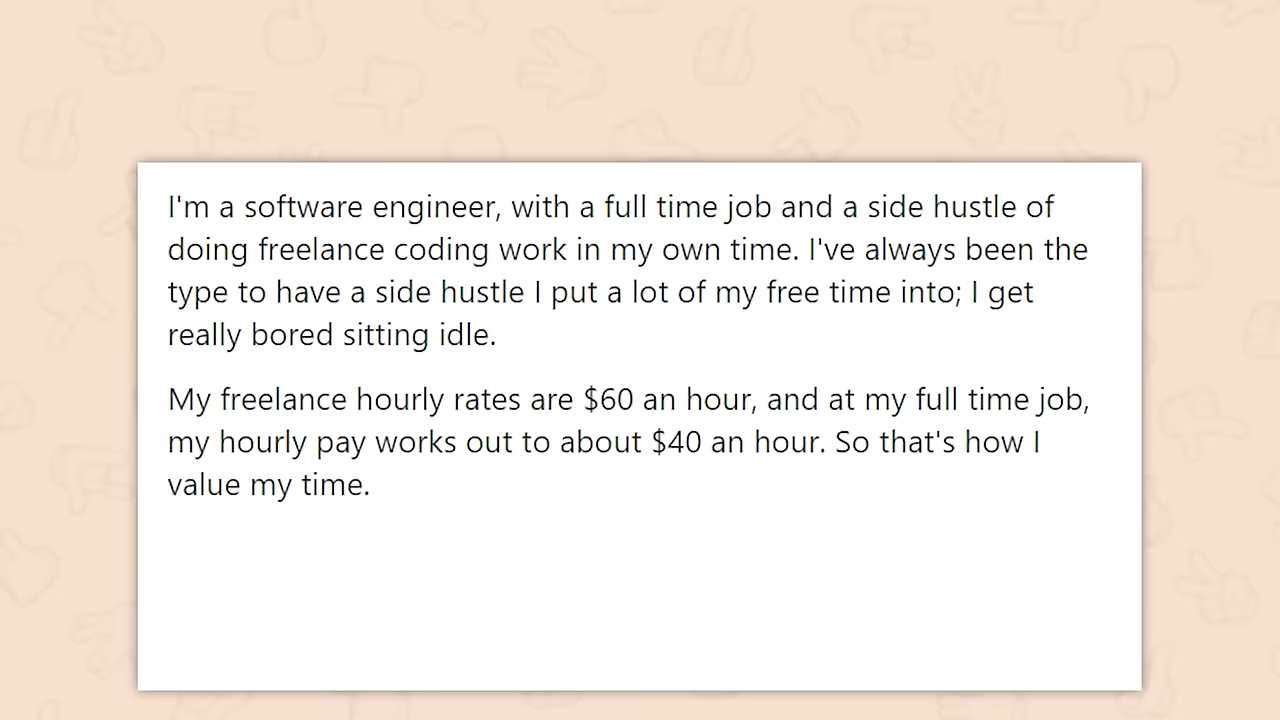 I'm a software engineer, with a full time job and a side hustle of
doing freelance coding work in my own time. I've always been the
type to have a side hustle I put a lot of my free time into; I get
really bored sitting idle.
My freelance hourly rates are $60 an hour, and at my full time job,
my hourly pay works out to about $40 an hour. So that's how I
value my time.